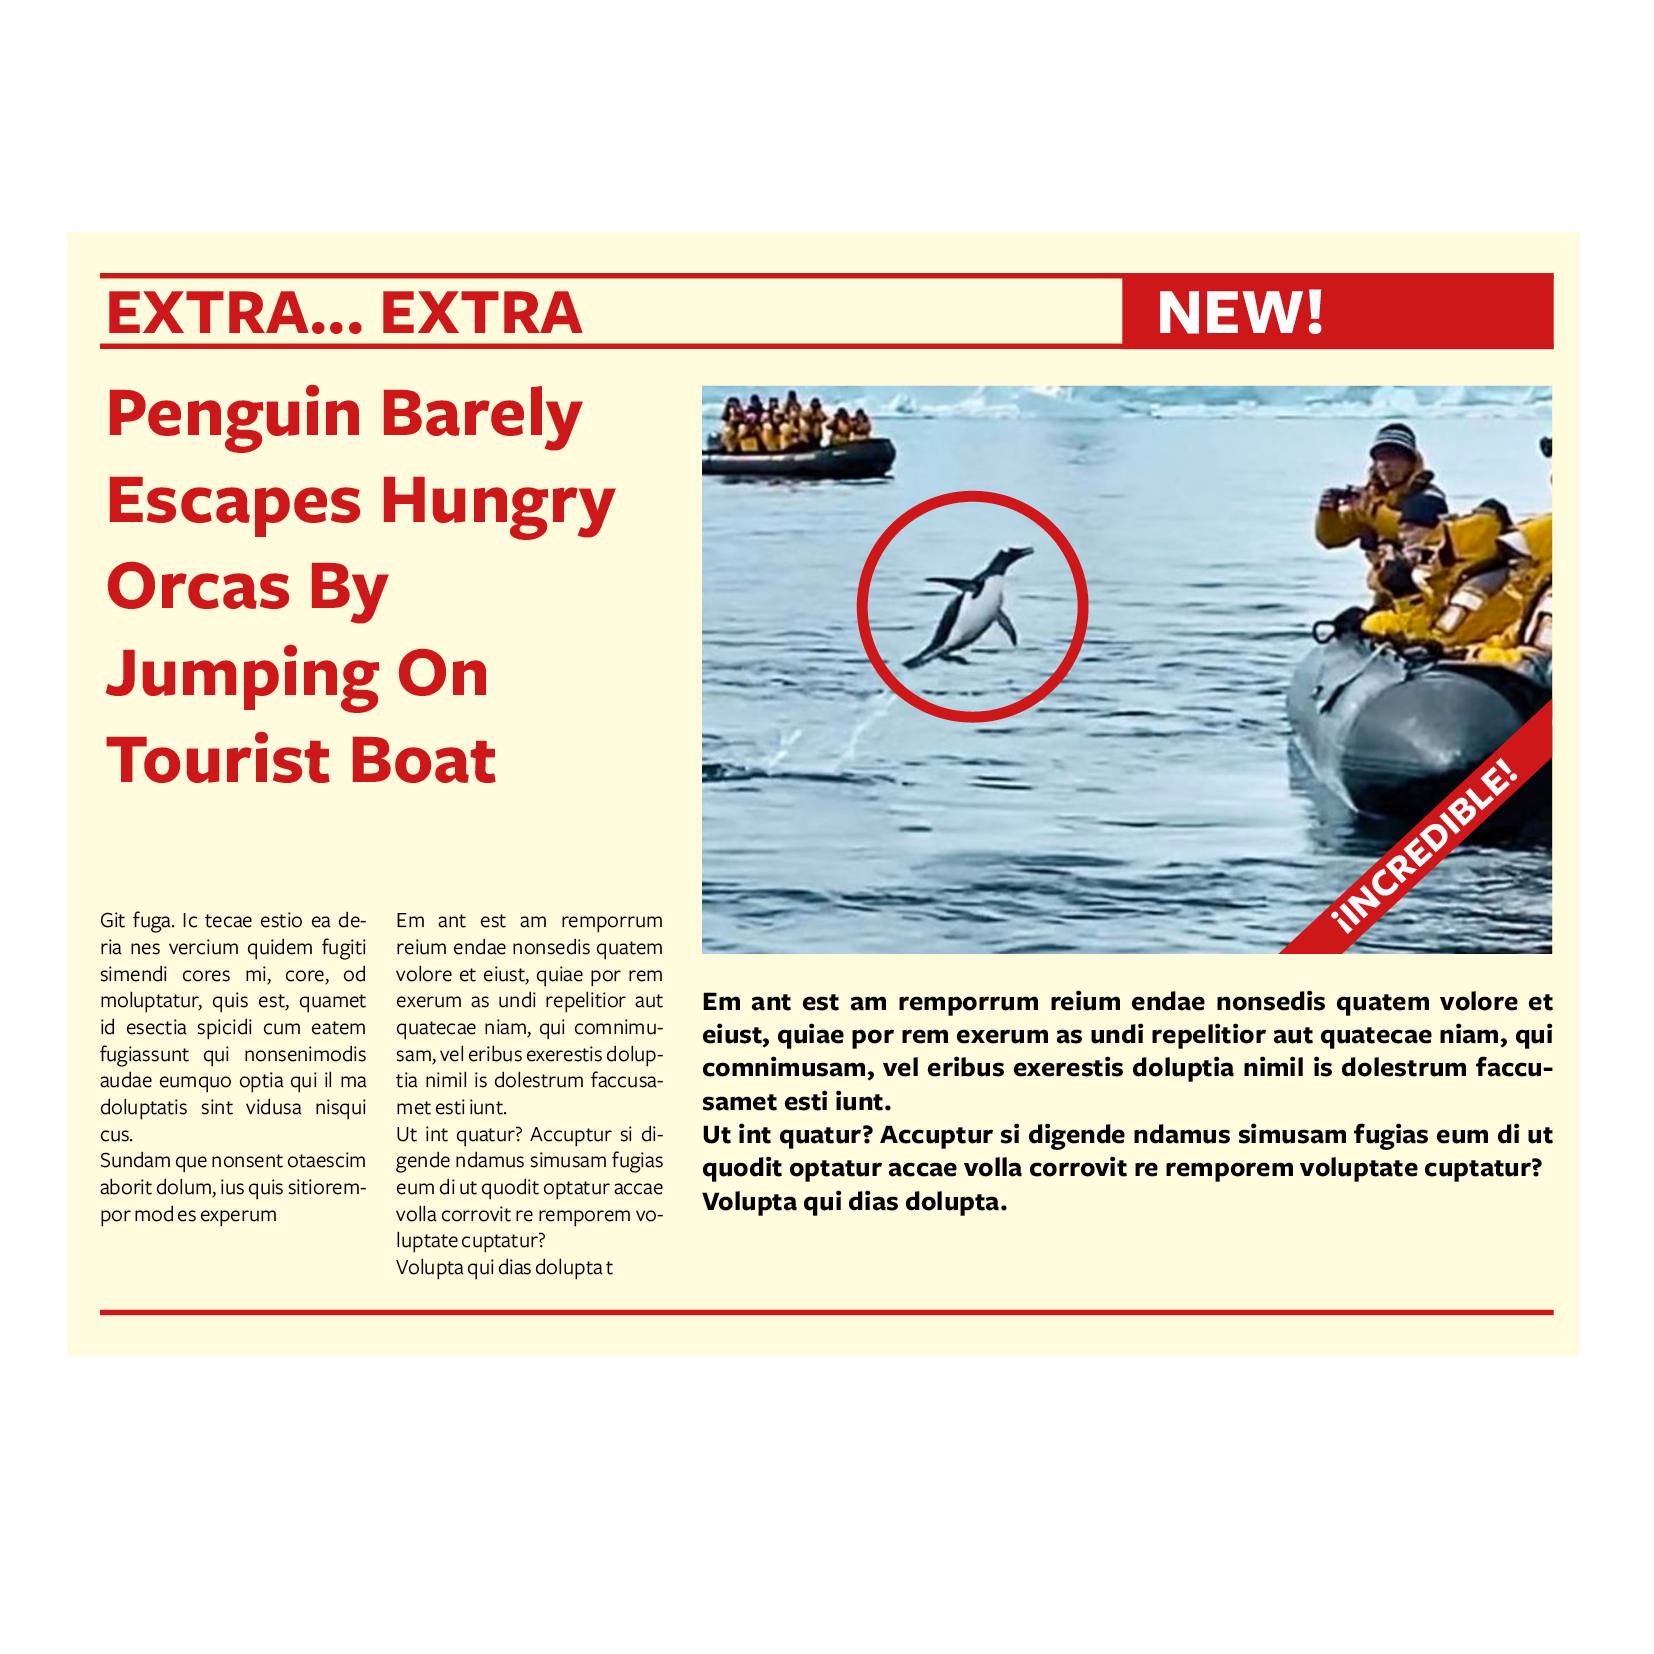 EXTRA... EXTRA
NEW!
Penguin Barely
Escapes Hungry
Orcas By
Jumping On
Tourist Boat
Git fuga. Ic tecae estio ea de-
ria nes vercium quidem fugiti
simendi cores mi, core, od
moluptatur, quis est, quamet
id esectia spicidi cum eatem
fugiassunt qui nonsenimodis
audae eumquo optia qui il ma
doluptatis sint vidusa nisqui
cus.
Sundam que nonsent otaescim
aborit dolum, ius quis sitiorem-
por mod es experum
Em ant est am remporrum
reium endae nonsedis quatem
volore et eiust, quiae por rem
exerum as undi repelitior aut
quatecae niam, qui comnimu-
sam, vel eribus exerestis dolup-
tia nimil is dolestrum faccusa-
met esti iunt.
Ut int quatur? Accuptur si di-
gende ndamus simusam fugias
eum di ut quodit optatur accae
volla corrovit re remporem vo-
luptate cuptatur?
Volupta qui dias dolupta t
¡INCREDIBLE!
Em ant est am remporrum reium endae nonsedis quatem volore et
eiust, quiae por rem exerum as undi repelitior aut quatecae niam, qui
comnimusam, vel eribus exerestis doluptia nimil is dolestrum faccu-
samet esti iunt.
Ut int quatur? Accuptur si digende ndamus simusam fugias eum di ut
quodit optatur accae volla corrovit re remporem voluptate cuptatur?
Volupta qui dias dolupta.